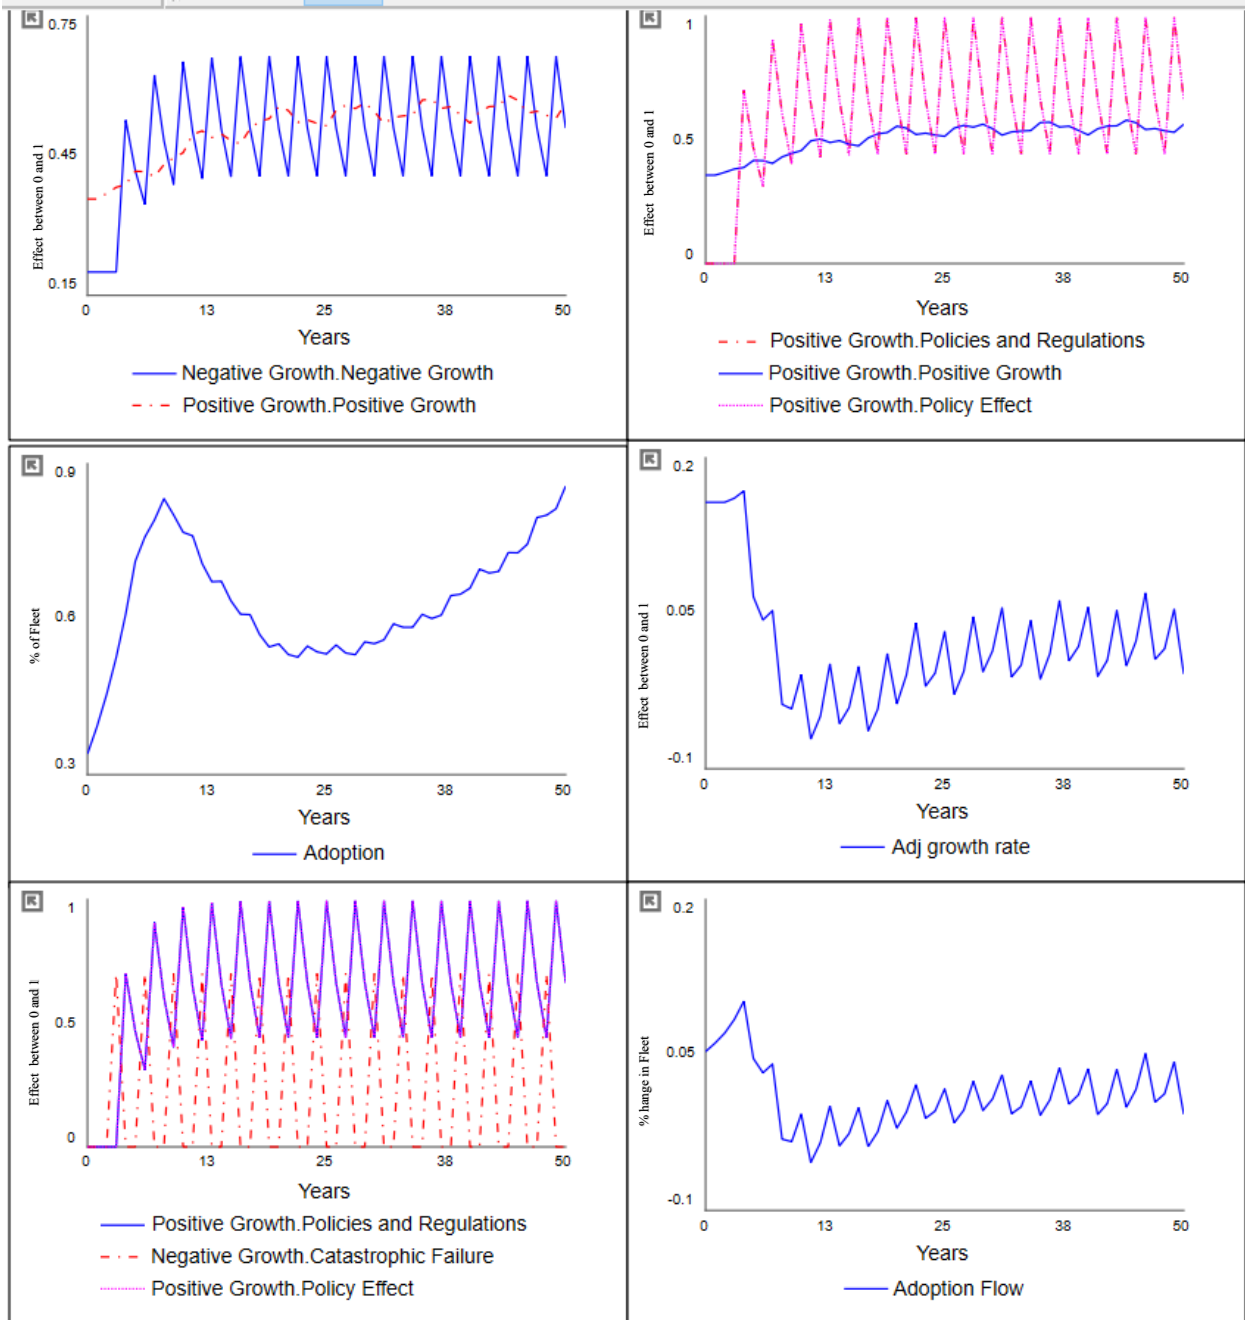 0.75
Effect between 0 and 1
0.45
0.15
0 13 25 38 50
Years
Negative Growth.Negative Growth
Positive Growth.Positive Growth
1
Effect between 0 and 1
0.5
0
0 13 25 38 50
Years
Positive Growth.Policies and Regulations
Positive Growth.Positive Growth
Positive Growth.Policy Effect
0.9
% of Fleet
0.6
0.3
0 13 25 38 50
Years
Adoption
0.2
Effect between 0 and 1
0.05
-0.1
0 13 25 38 50
Years
Adj growth rate
1
Effect between 0 and 1
0.5
0
0 13 25 38 50
Years
Positive Growth.Policies and Regulations
Negative Growth.Catastrophic Failure
Positive Growth.Policy Effect
0.2
% hange in Fleet
0.05
-0.1
0 13 25 38 50
Years
Adoption Flow